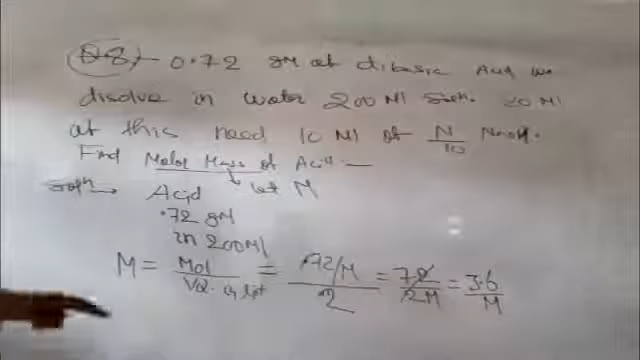 Q-8 - 0.72 gm of dibasic Acid we
disolve in water 200 Ml Soln. 20 Ml
of this need 10 Ml of N/10 NaOH.
Find Molar Mass of Acid —
Soln → Acid let M
.72 gM
in 200Ml
M = Mol / Vol. in lit = .72/M / 2 = 7.2 / 2M = 3.6 / M